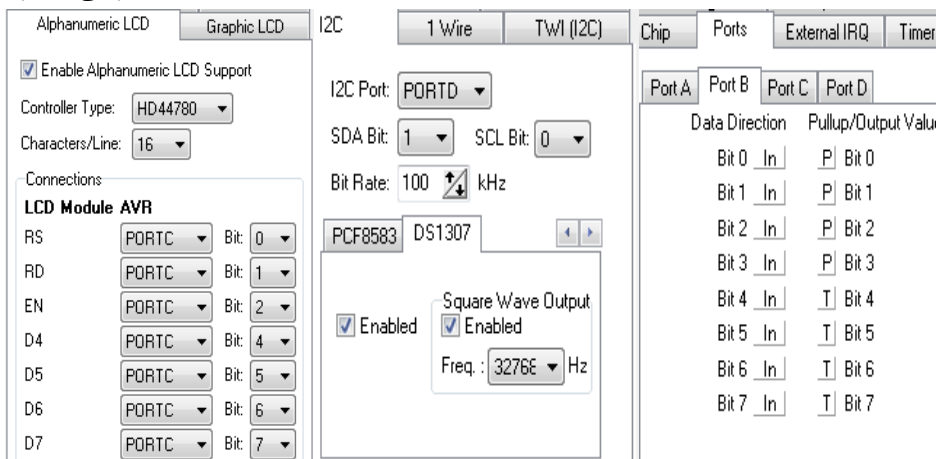 Alphanumeric LCD Graphic LCD
Enable Alphanumeric LCD Support
Controller Type: HD44780
Characters/Line: 16
Connections
LCD Module AVR
RS PORTC Bit: 0
RD PORTC Bit: 1
EN PORTC Bit: 2
D4 PORTC Bit: 4
D5 PORTC Bit: 5
D6 PORTC Bit: 6
D7 PORTC Bit: 7
I2C 1 Wire TWI (I2C)
I2C Port: PORTD
SDA Bit: 1 SCL Bit: 0
Bit Rate: 100 kHz
PCF8583 DS1307
Square Wave Output
Enabled Enabled
Freq. : 32768 Hz
Chip Ports External IRQ Timer
Port A Port B Port C Port D
Data Direction Pullup/Output Value
Bit 0 In P Bit 0
Bit 1 In P Bit 1
Bit 2 In P Bit 2
Bit 3 In P Bit 3
Bit 4 In T Bit 4
Bit 5 In T Bit 5
Bit 6 In T Bit 6
Bit 7 In T Bit 7